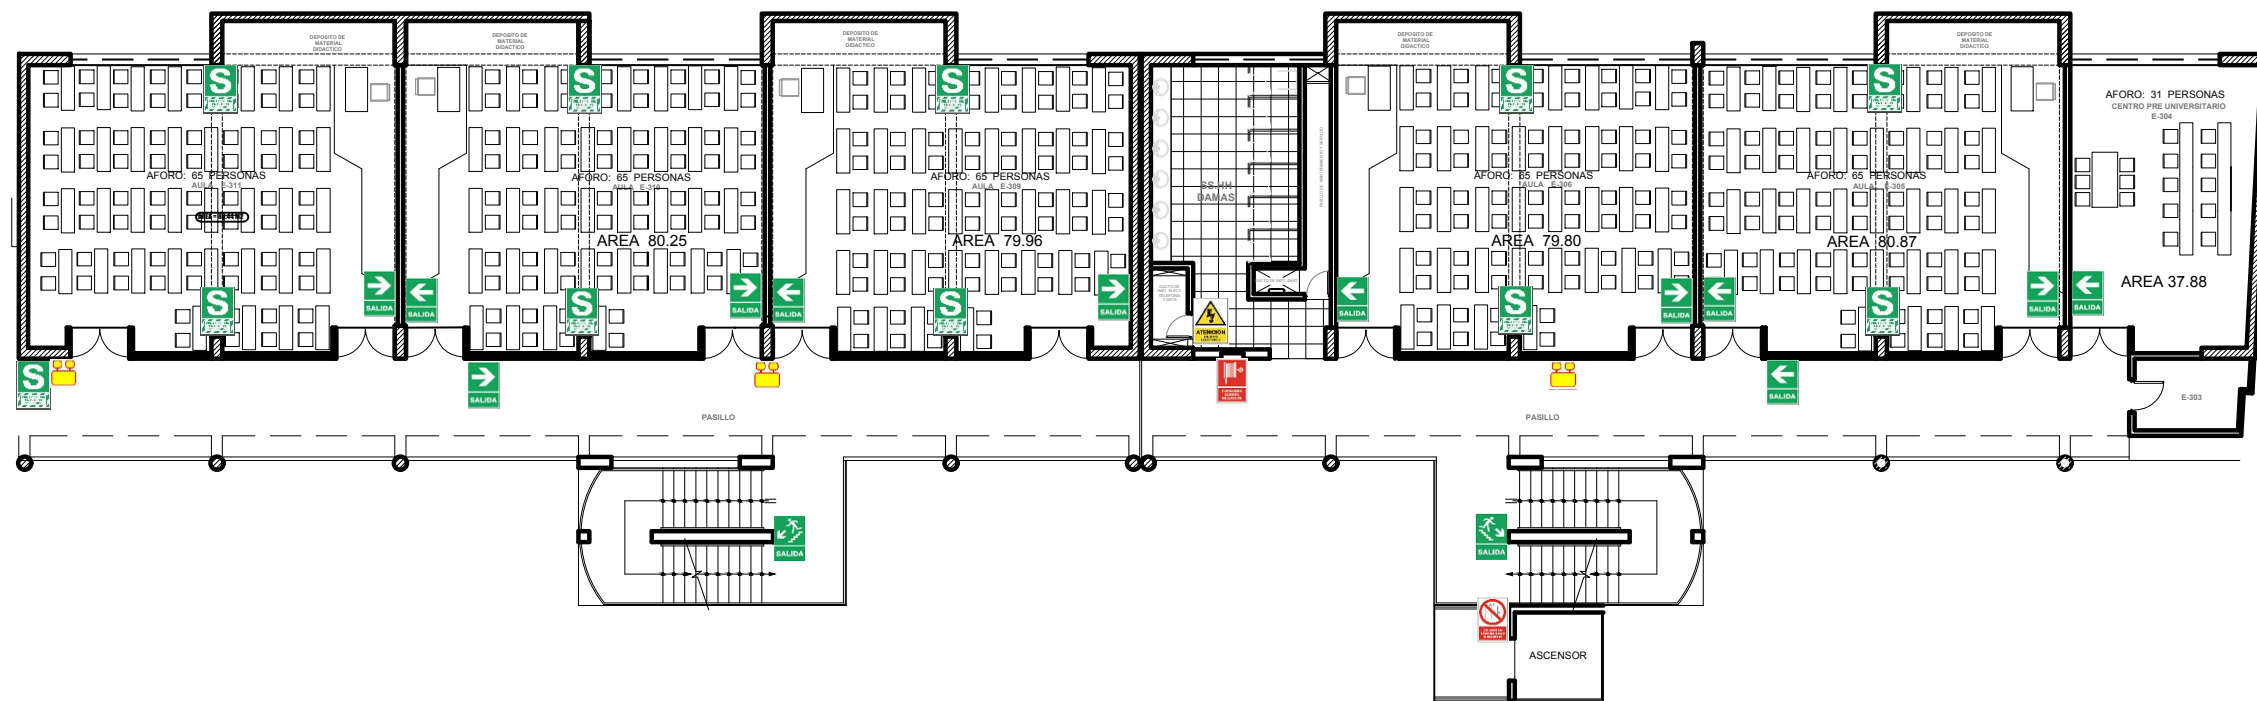 DEPOSITO DE
MATERIAL
DIDACTICO
DEPOSITO DE
MATERIAL
DIDACTICO
DEPOSITO DE
MATERIAL
DIDACTICO
DEPOSITO DE
MATERIAL
DIDACTICO
DEPOSITO DE
MATERIAL
DIDACTICO
S
S
S
S
S
AFORO: 65 PERSONAS
AULA E-311
AFORO: 65 PERSONAS
AULA E-310
AREA 80.25
AFORO: 65 PERSONAS
AULA E-309
AREA 79.96
SS.HH
DAMAS
AFORO: 65 PERSONAS
AULA E-306
AREA 79.80
AFORO: 65 PERSONAS
AULA E-305
AREA 80.87
AFORO: 31 PERSONAS
CENTRO PRE UNIVERSITARIO
E-304
AREA 37.88
S
SALIDA
SALIDA
S
SALIDA
SALIDA
S
SALIDA
ATENCIÓN
SALIDA
S
SALIDA
SALIDA
S
SALIDA
SALIDA
S
SALIDA
SALIDA
E-303
PASILLO
PASILLO
SALIDA
SALIDA
ASCENSOR